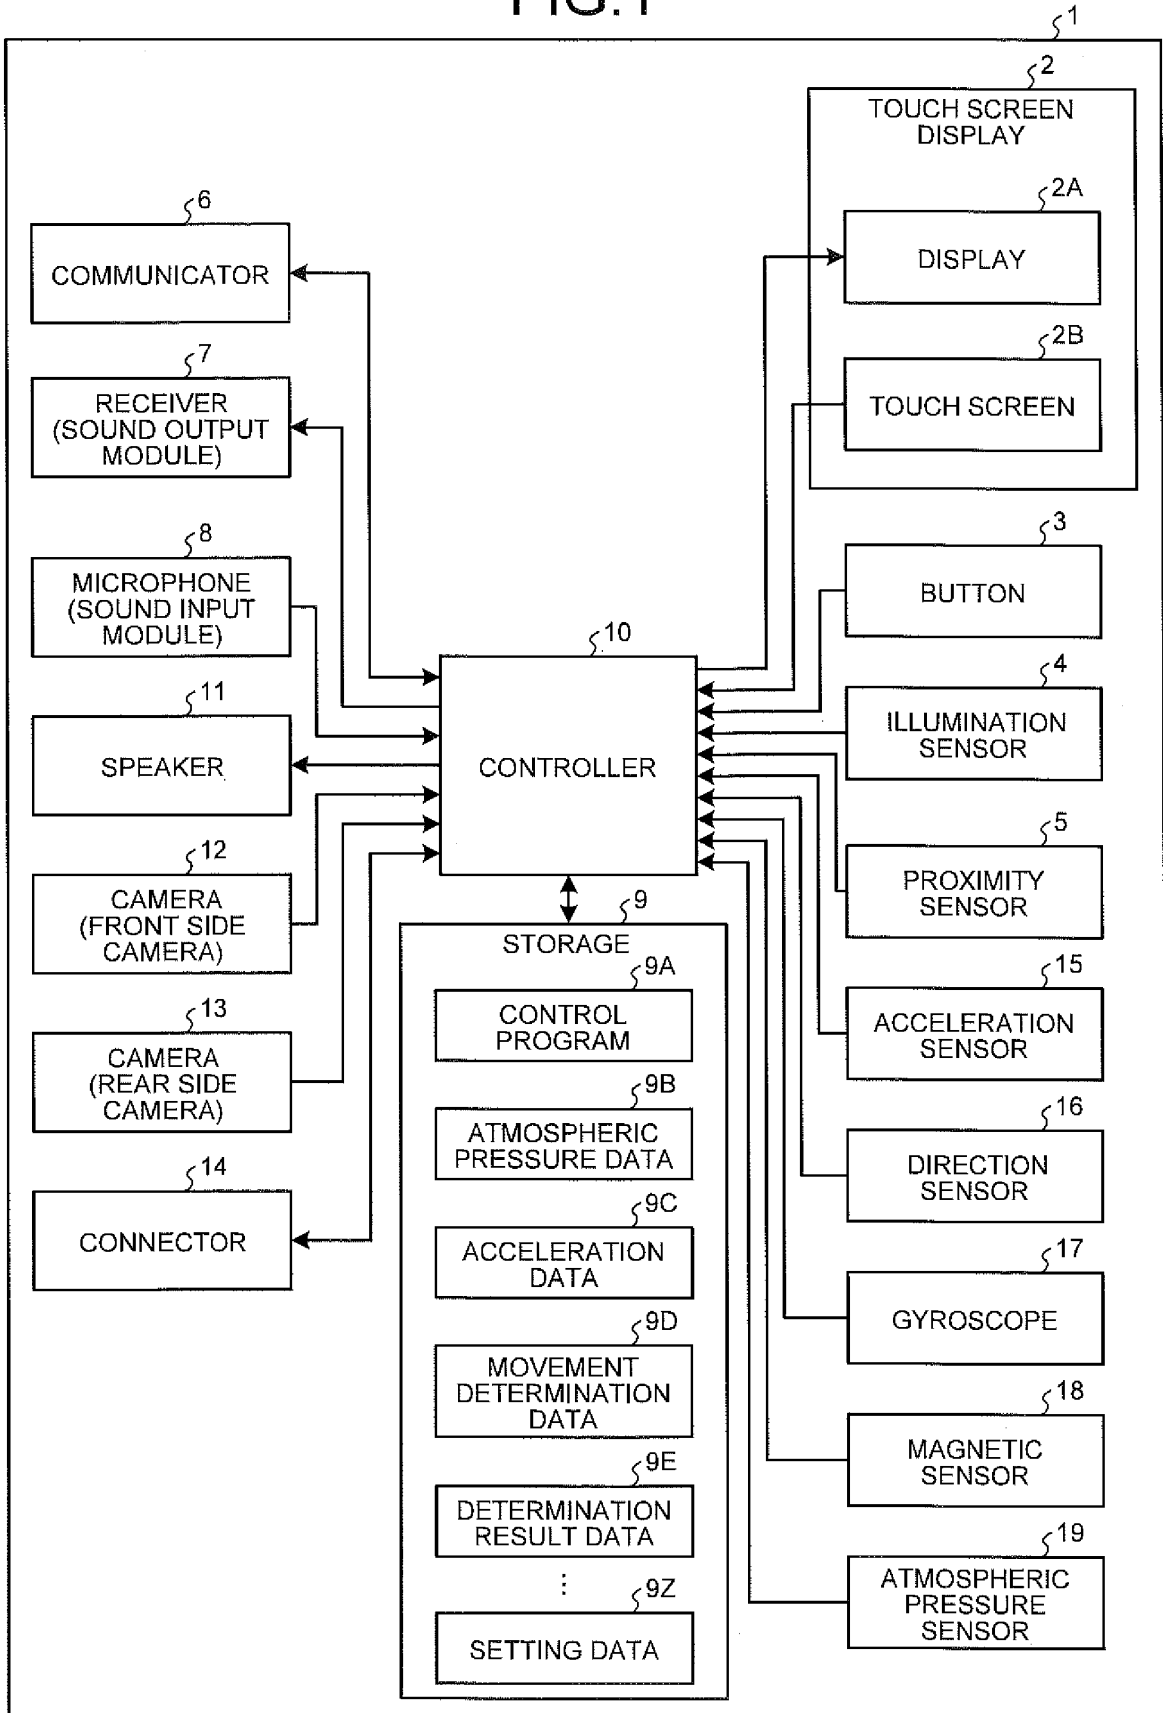 FIG.1
1
2
TOUCH SCREEN
DISPLAY
2A
DISPLAY
2B
TOUCH SCREEN
6
COMMUNICATOR
7
RECEIVER
(SOUND OUTPUT
MODULE)
8
MICROPHONE
(SOUND INPUT
MODULE)
11
SPEAKER
12
CAMERA
(FRONT SIDE
CAMERA)
13
CAMERA
(REAR SIDE
CAMERA)
14
CONNECTOR
10
CONTROLLER
9
STORAGE
9A
CONTROL
PROGRAM
9B
ATMOSPHERIC
PRESSURE DATA
9C
ACCELERATION
DATA
9D
MOVEMENT
DETERMINATION
DATA
9E
DETERMINATION
RESULT DATA
⋮
9Z
SETTING DATA
3
BUTTON
4
ILLUMINATION
SENSOR
5
PROXIMITY
SENSOR
15
ACCELERATION
SENSOR
16
DIRECTION
SENSOR
17
GYROSCOPE
18
MAGNETIC
SENSOR
19
ATMOSPHERIC
PRESSURE
SENSOR